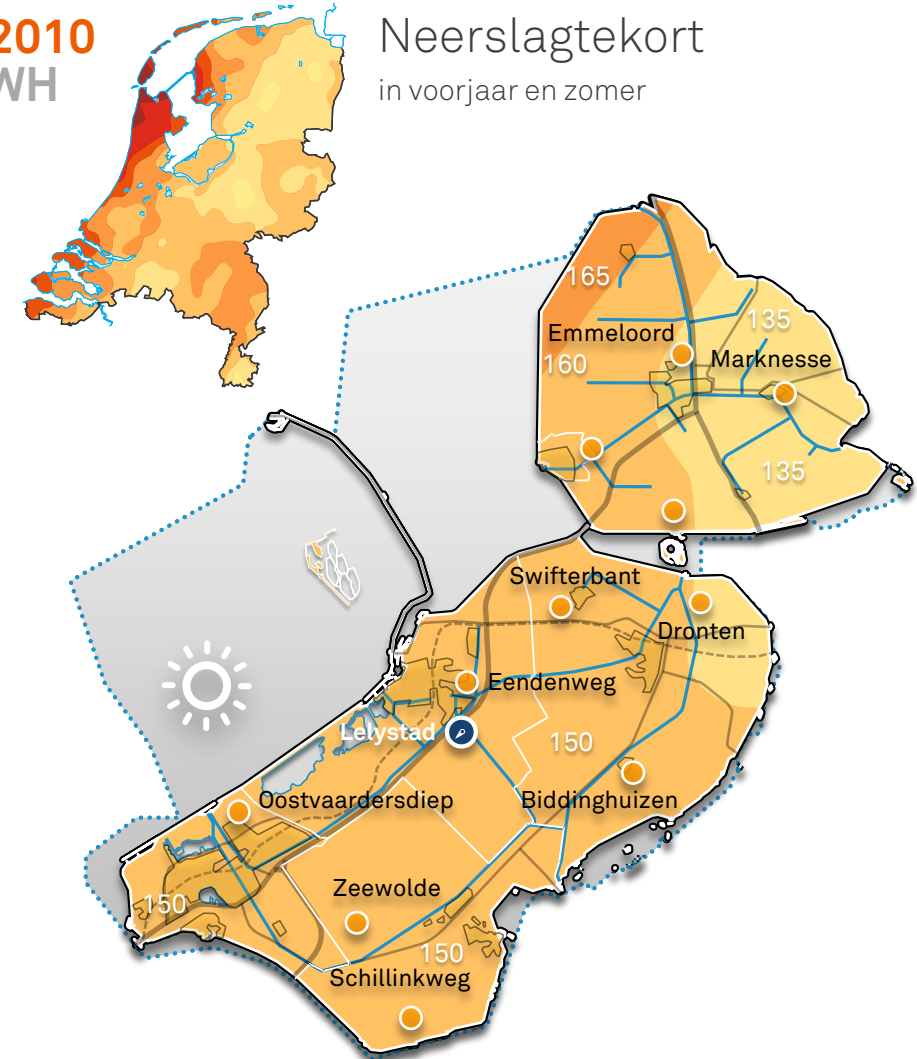 2010
WH
Neerslagtekort
in voorjaar en zomer
165
135
Emmeloord
160
Marknesse
135
Swifterbant
Dronten
Eendenweg
Lelystad
150
Oostvaardersdiep
Biddinghuizen
Zeewolde
150
150
Schillinkweg